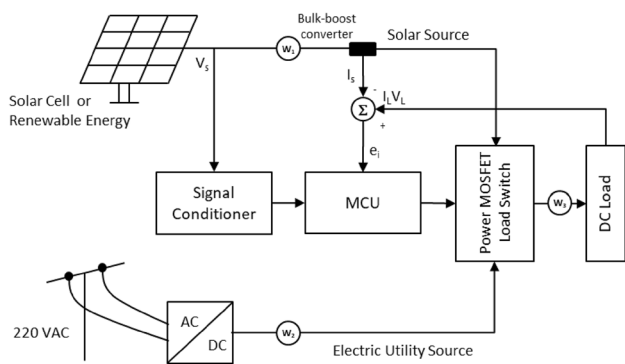 Bulk-boost
converter
W₁
Solar Source
Vs
Is
-
ILVL
Σ
+
Solar Cell or
Renewable Energy
ei
Signal
Conditioner
MCU
Power MOSFET
Load Switch
W₃
DC Load
220 VAC
AC
DC
W₂
Electric Utility Source